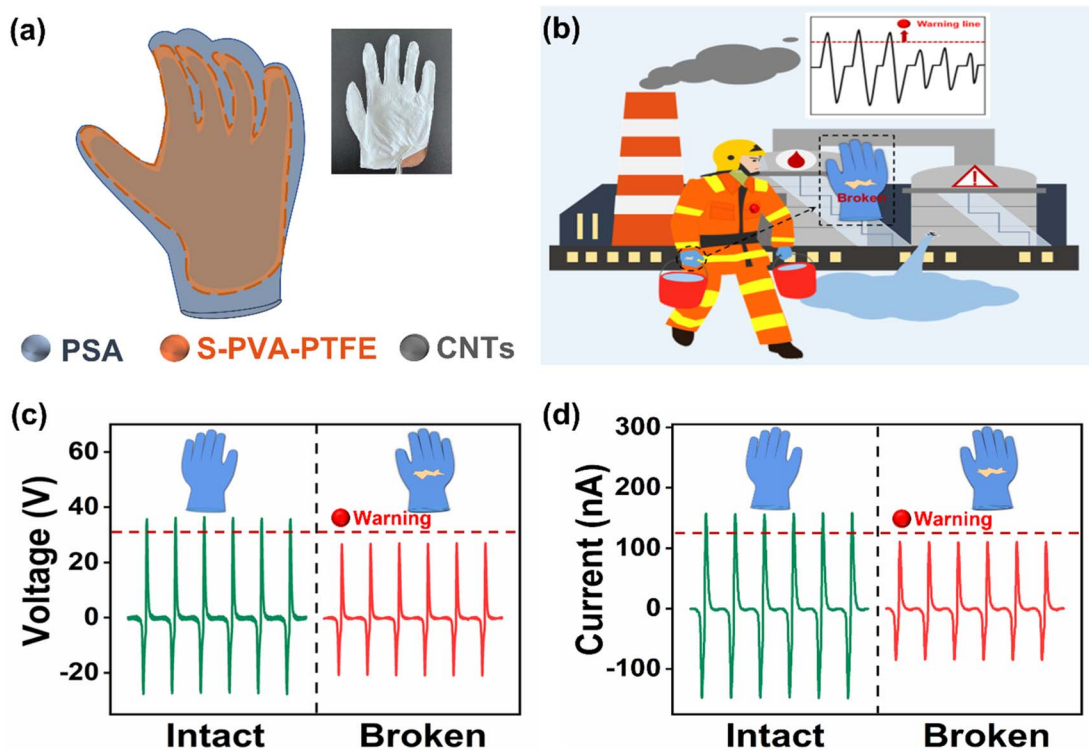 (a)
PSA
S-PVA-PTFE
CNTs
(b)
Warning line
Broken
(c)
Voltage (V)
60
40
20
0
-20
Warning
Intact
Broken
(d)
Current (nA)
300
200
100
0
-100
Warning
Intact
Broken